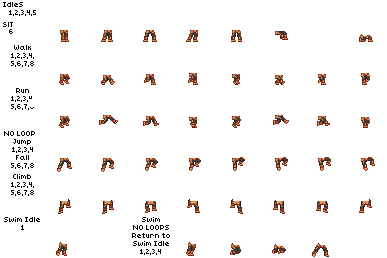 IdleS
1,2,3,4,5
SIT
6
Walk
1,2,3,4,
5,6,7,8
Run
1,2,3,
5,6,7,
NO LOOP
Jump
1,2,3,4
Fall
5,6,7,8
Climb
1,2,3,4,
5,6,7,8
Swim Idle
1
Swim
NO LOOPS
Return to
Swim Idle
1,2,3,4